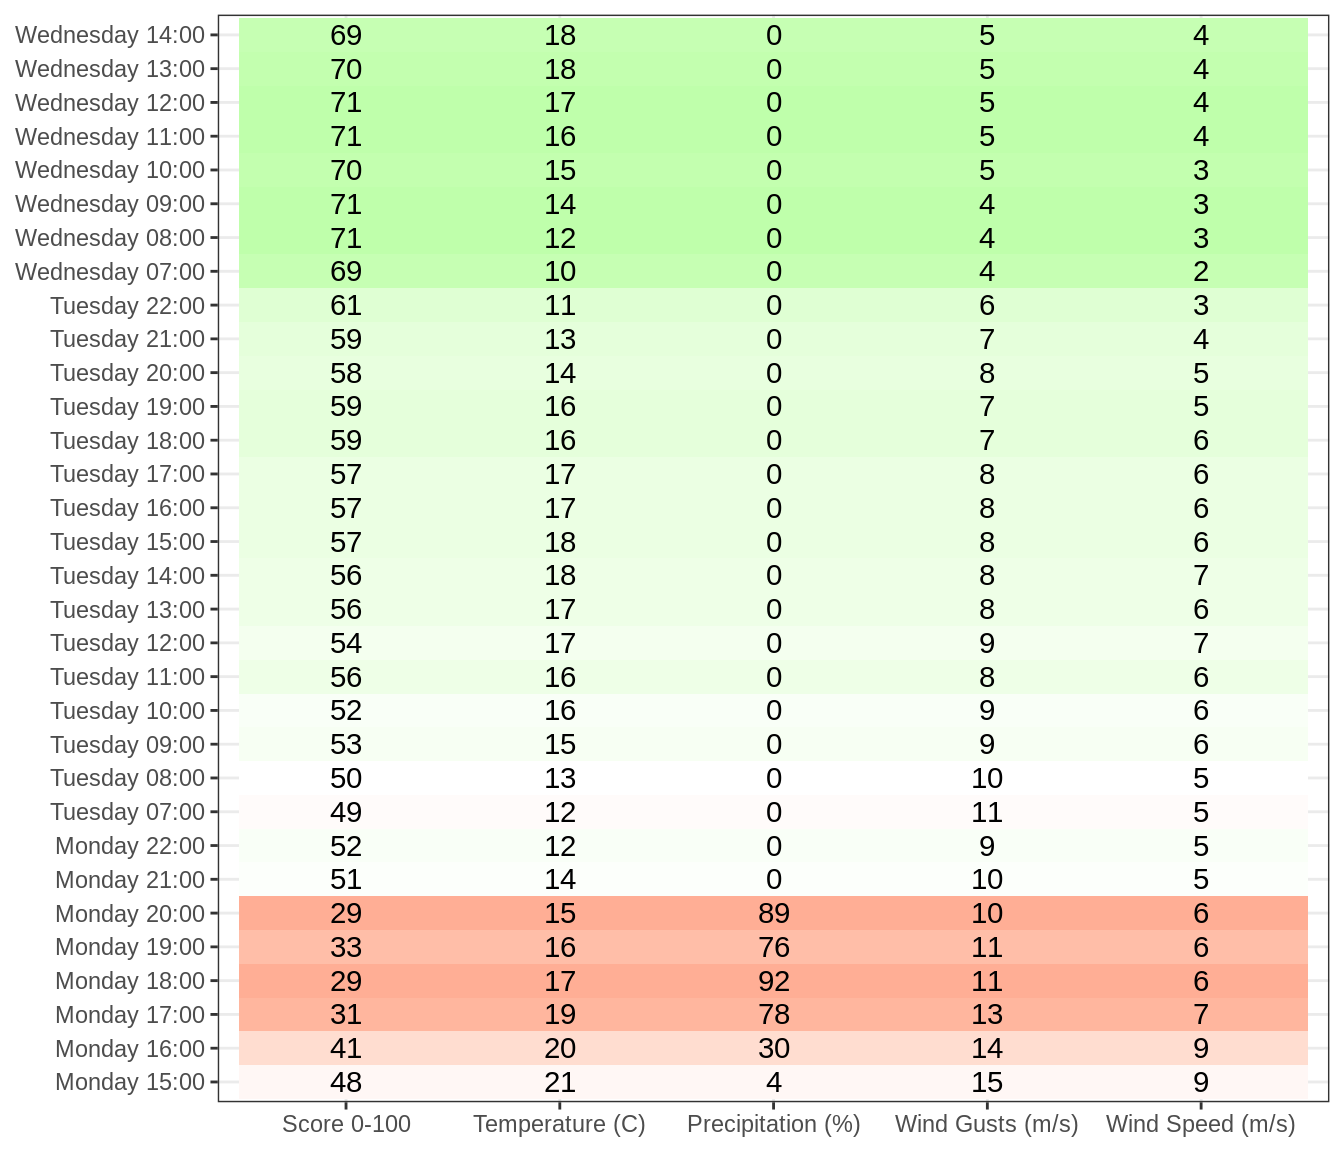 Wednesday 14:00 69 18 0 5 4
Wednesday 13:00 70 18 0 5 4
Wednesday 12:00 71 17 0 5 4
Wednesday 11:00 71 16 0 5 4
Wednesday 10:00 70 15 0 5 3
Wednesday 09:00 71 14 0 4 3
Wednesday 08:00 71 12 0 4 3
Wednesday 07:00 69 10 0 4 2
Tuesday 22:00 61 11 0 6 3
Tuesday 21:00 59 13 0 7 4
Tuesday 20:00 58 14 0 8 5
Tuesday 19:00 59 16 0 7 5
Tuesday 18:00 59 16 0 7 6
Tuesday 17:00 57 17 0 8 6
Tuesday 16:00 57 17 0 8 6
Tuesday 15:00 57 18 0 8 6
Tuesday 14:00 56 18 0 8 7
Tuesday 13:00 56 17 0 8 6
Tuesday 12:00 54 17 0 9 7
Tuesday 11:00 56 16 0 8 6
Tuesday 10:00 52 16 0 9 6
Tuesday 09:00 53 15 0 9 6
Tuesday 08:00 50 13 0 10 5
Tuesday 07:00 49 12 0 11 5
Monday 22:00 52 12 0 9 5
Monday 21:00 51 14 0 10 5
Monday 20:00 29 15 89 10 6
Monday 19:00 33 16 76 11 6
Monday 18:00 29 17 92 11 6
Monday 17:00 31 19 78 13 7
Monday 16:00 41 20 30 14 9
Monday 15:00 48 21 4 15 9
Score 0-100 Temperature (C) Precipitation (%) Wind Gusts (m/s) Wind Speed (m/s)